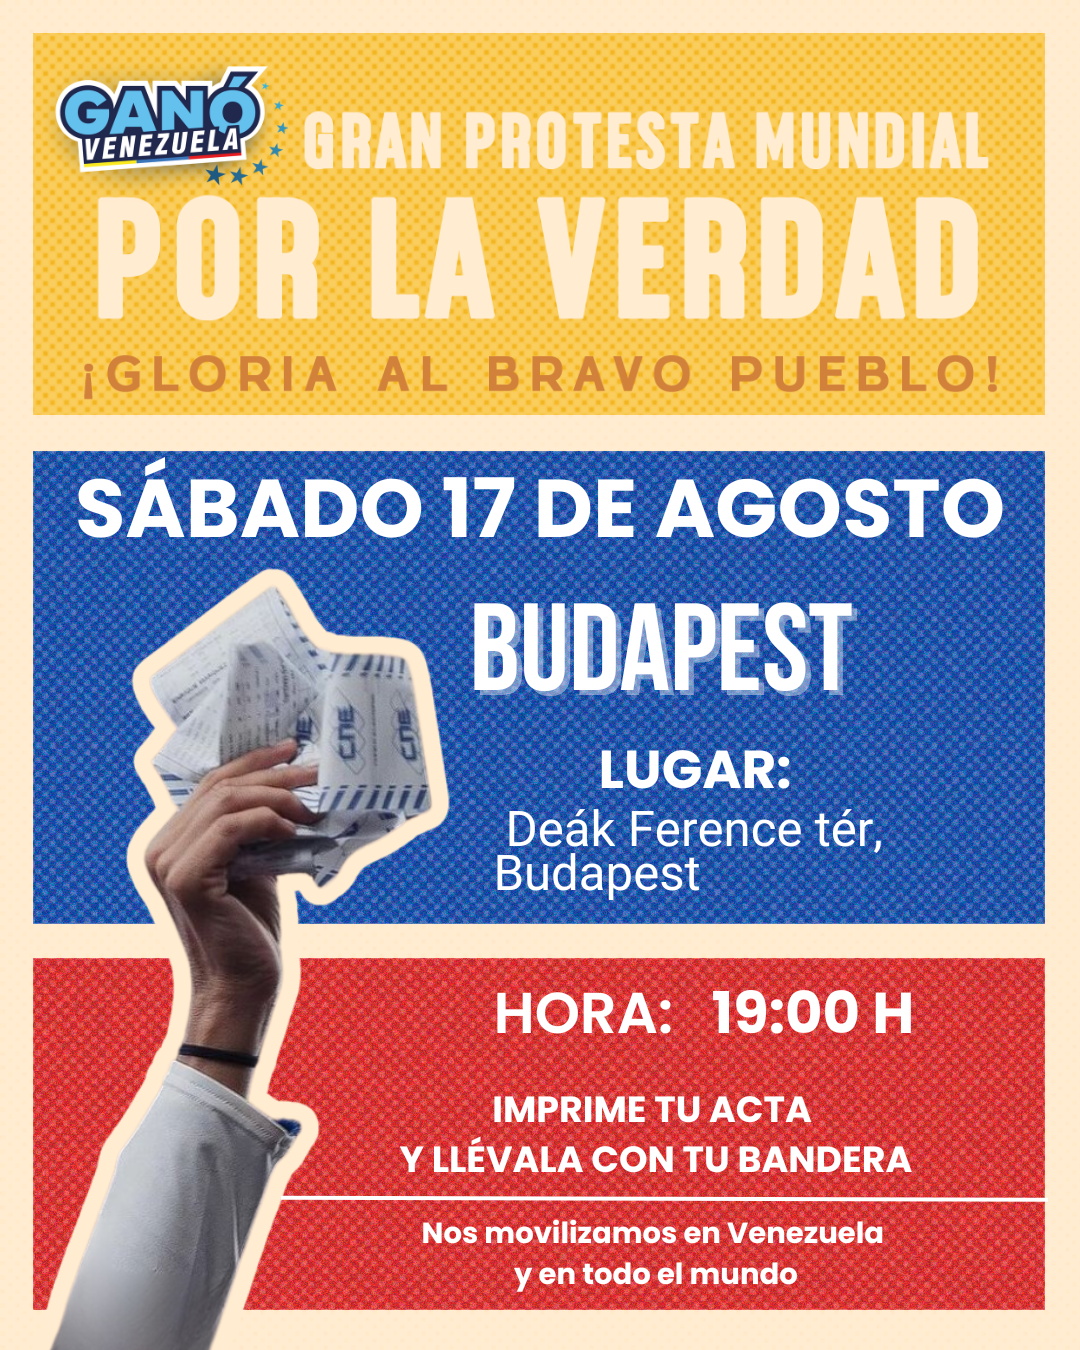 GANÓ
VENEZUELA
GRAN PROTESTA MUNDIAL
POR LA VERDAD
¡GLORIA AL BRAVO PUEBLO!
SÁBADO 17 DE AGOSTO
BUDAPEST
CNE
CNE
LUGAR:
Deák Ference tér,
Budapest
HORA: 19:00 H
IMPRIME TU ACTA
Y LLÉVALA CON TU BANDERA
Nos movilizamos en Venezuela
y en todo el mundo